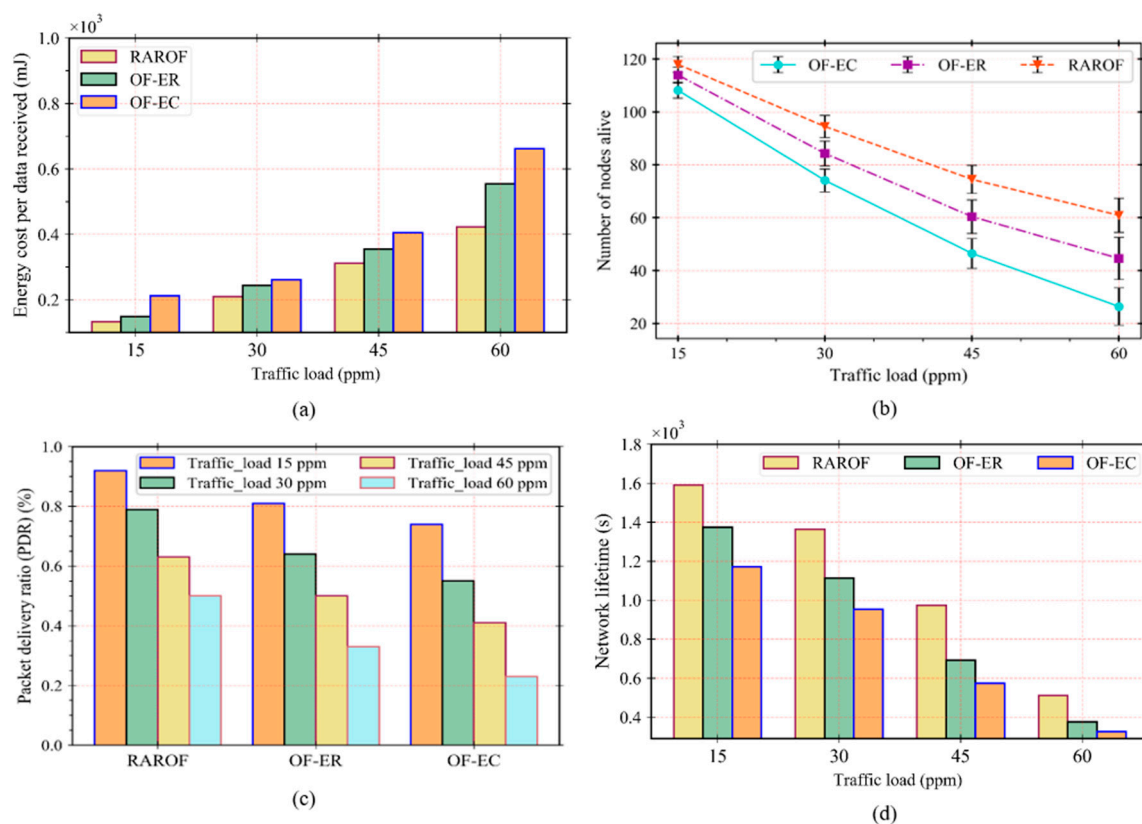 ×10³
1.0
0.8
0.6
0.4
0.2
Energy cost per data received (mJ)
RAROF
OF-ER
OF-EC
15 30 45 60
Traffic load (ppm)
(a)
120
100
80
60
40
20
Number of nodes alive
OF-EC OF-ER RAROF
15 30 45 60
Traffic load (ppm)
(b)
1.0
0.8
0.6
0.4
0.2
0.0
Packet delivery ratio (PDR) (%)
Traffic_load 15 ppm Traffic_load 45 ppm
Traffic_load 30 ppm Traffic_load 60 ppm
RAROF OF-ER OF-EC
(c)
×10³
1.8
1.6
1.4
1.2
1.0
0.8
0.6
0.4
Network lifetime (s)
RAROF OF-ER OF-EC
15 30 45 60
Traffic load (ppm)
(d)